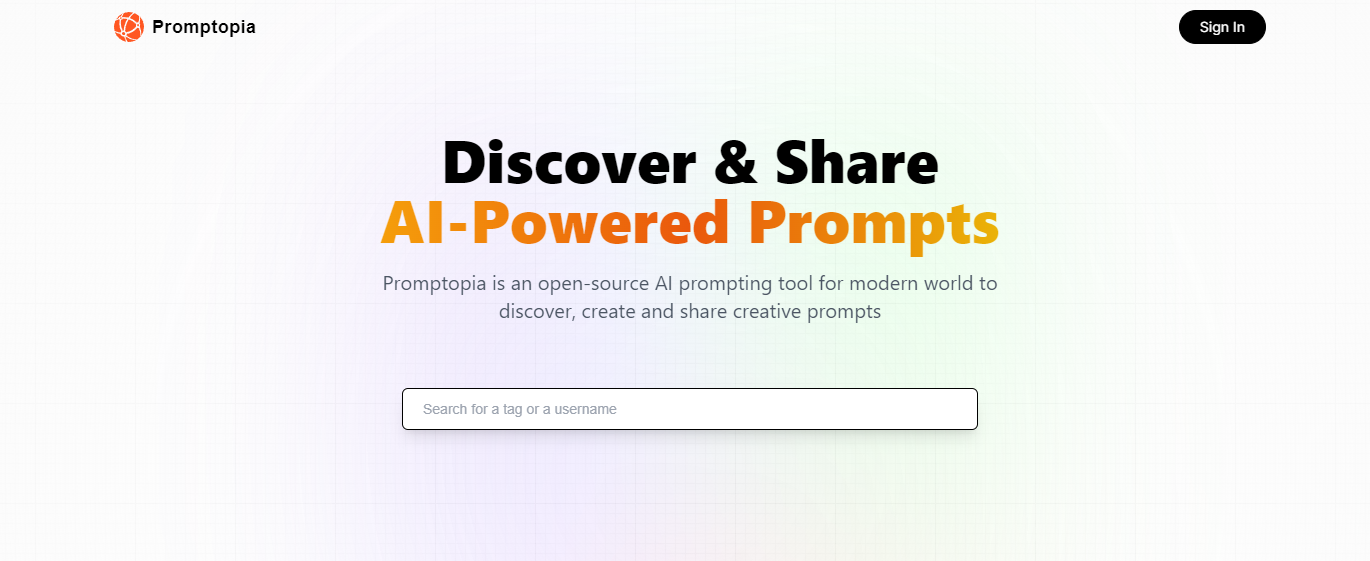 Promptopia
Sign In
Discover & Share
AI-Powered Prompts
Promptopia is an open-source AI prompting tool for modern world to
discover, create and share creative prompts
Search for a tag or a username